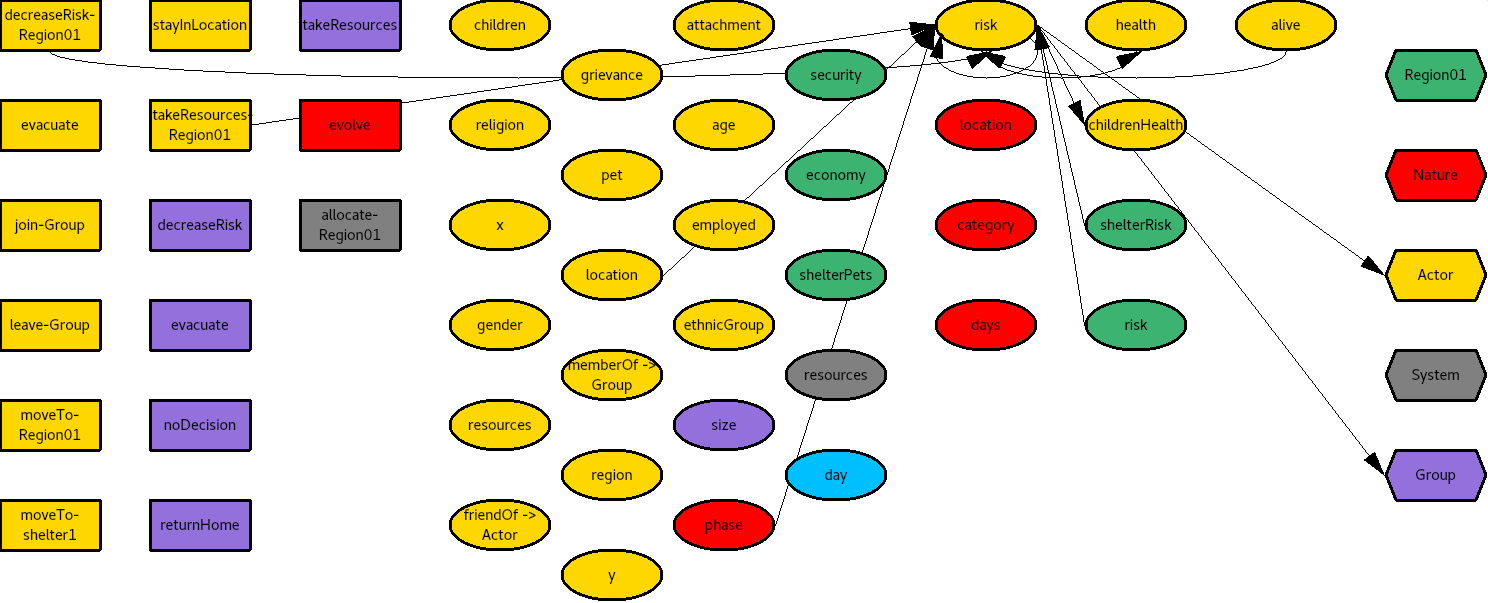 decreaseRisk-
Region01
stayInLocation
takeResources
children
attachment
risk
health
alive
grievance
security
Region01
evacuate
takeResources-
Region01
evolve
religion
age
location
childrenHealth
pet
economy
Nature
join-Group
decreaseRisk
allocate-
Region01
x
employed
category
shelterRisk
location
shelterPets
Actor
leave-Group
evacuate
gender
ethnicGroup
days
risk
memberOf ->
Group
resources
System
moveTo-
Region01
noDecision
resources
size
region
day
Group
moveTo-
shelter1
returnHome
friendOf ->
Actor
phase
y